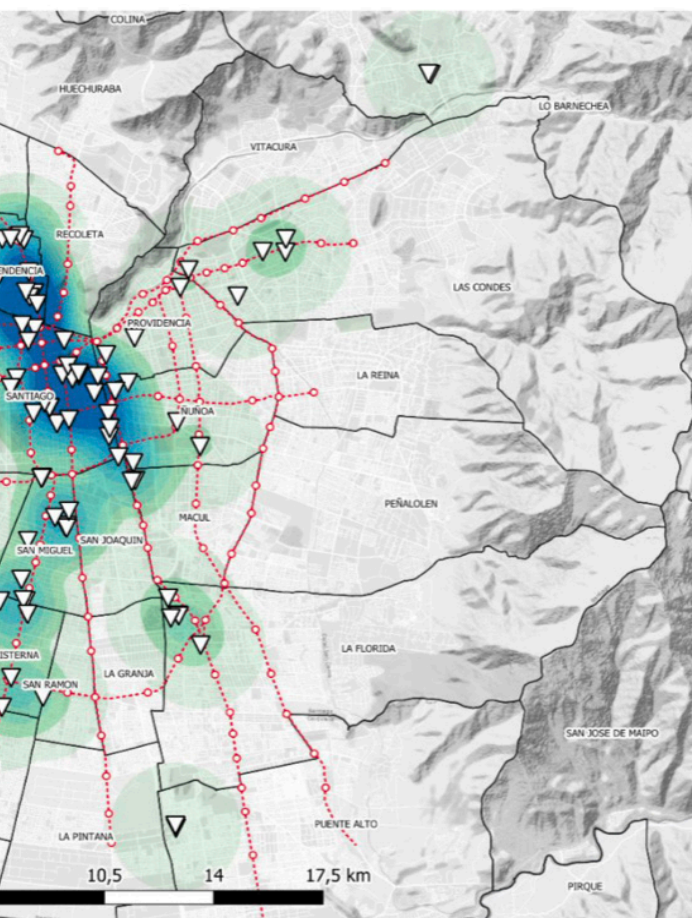 COLINA
HUECHURABA
LO BARNECHEA
VITACURA
RECOLETA
ENDENCIA
LAS CONDES
PROVIDENCIA
LA REINA
SANTIAGO
ÑUÑOA
PEÑALOLEN
MACUL
SAN JOAQUIN
SAN MIGUEL
LA FLORIDA
ISTERNA
LA GRANJA
SAN RAMON
SAN JOSE DE MAIPO
PUENTE ALTO
LA PINTANA
10,5 14 17,5 km
PIRQUE